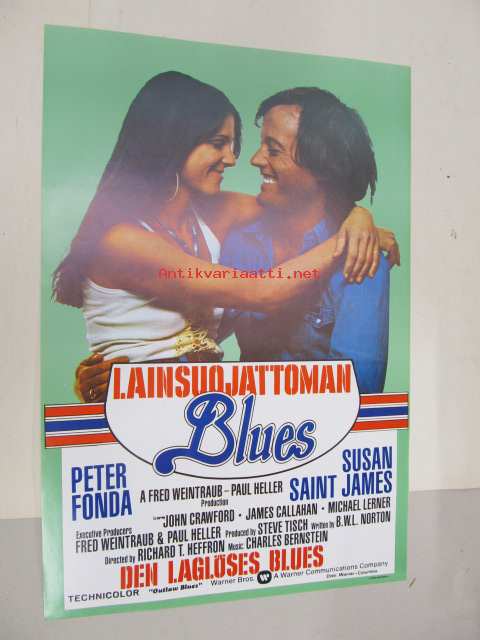 Antikvariaatti.net
LAINSUOJATTOMAN
Blues
PETER
FONDA
SUSAN
SAINT JAMES
A FRED WEINTRAUB - PAUL HELLER
Production
JOHN CRAWFORD • JAMES CALLAHAN • MICHAEL LERNER
Executive Producers
FRED WEINTRAUB & PAUL HELLER Produced by STEVE TISCH Written by B.W.L. NORTON
Directed by RICHARD T. HEFFRON Music: CHARLES BERNSTEIN
DEN LAGLÖSES BLUES
TECHNICOLOR "Outlaw Blues" Warner Bros. A Warner Communications Company